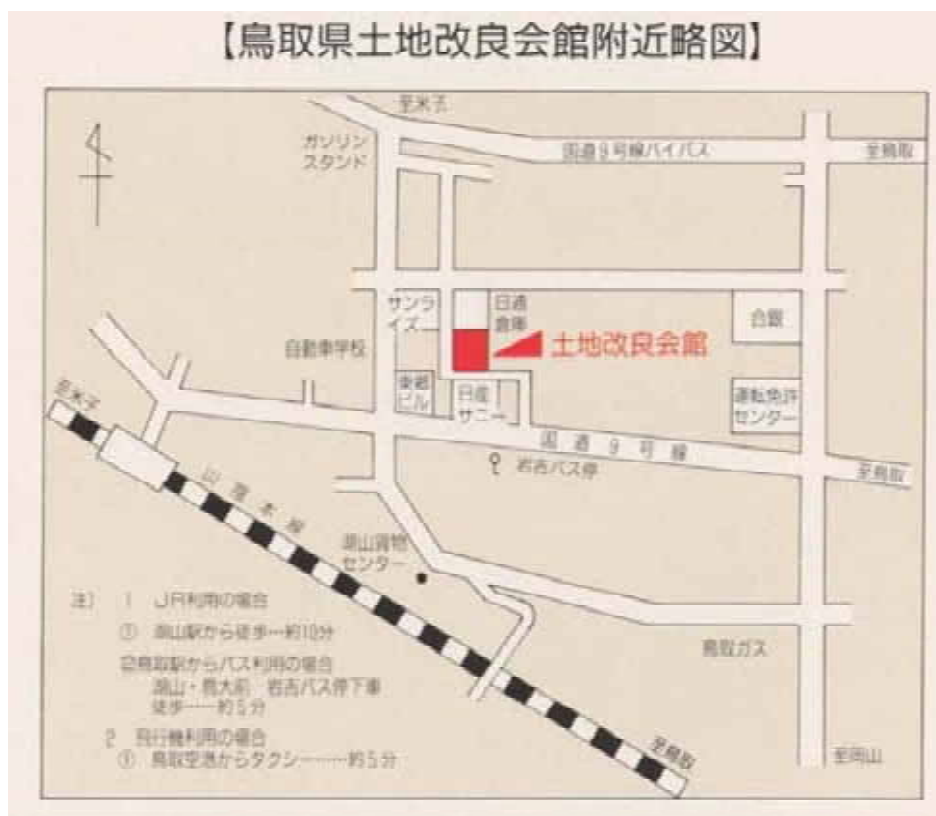 【鳥取県土地改良会館附近略図】
至米子
ガソリン
スタンド
国道9号線バイパス
至鳥取
サンラ
イズ
日通
倉庫
合銀
土地改良会館
自動車学校
東郷
ビル
日産
サニー
運転免許
センター
至米子
国道9号線
岩吉バス停
至鳥取
山陰本線
湖山貨物
センター
注) 1 JR利用の場合
① 湖山駅から徒歩…約10分
②鳥取駅からバス利用の場合
湖山・鳥大前 岩吉バス停下車
徒歩……約5分
2 飛行機利用の場合
① 鳥取空港からタクシー……約5分
鳥取ガス
至鳥取
至岡山